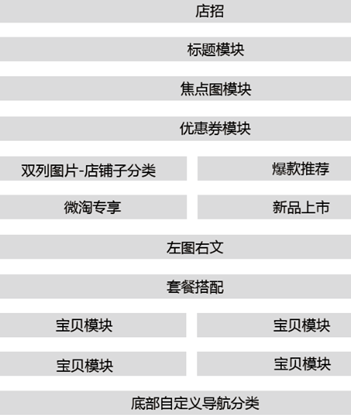 店招
标题模块
焦点图模块
优惠券模块
双列图片-店铺子分类
爆款推荐
微淘专享
新品上市
左图右文
套餐搭配
宝贝模块
宝贝模块
宝贝模块
宝贝模块
底部自定义导航分类